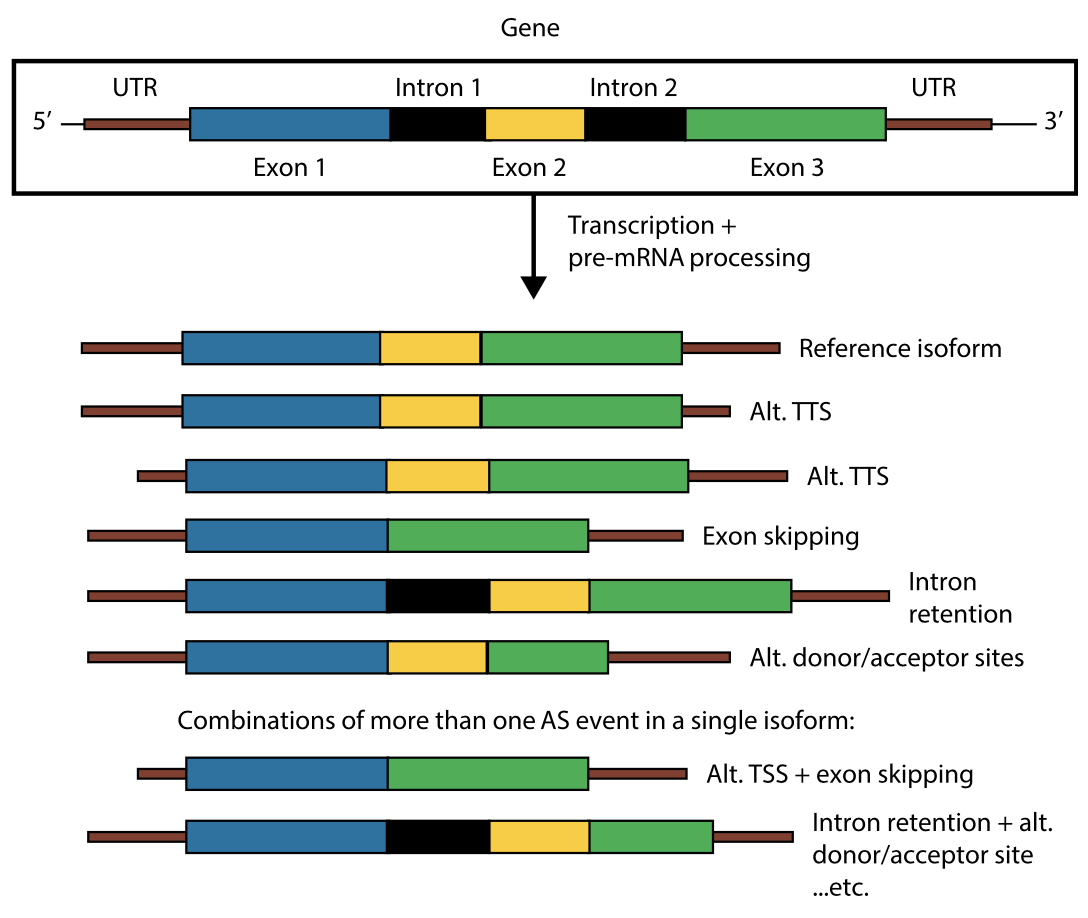 Gene
UTR
Intron 1
Intron 2
UTR
5’
3’
Exon 1
Exon 2
Exon 3
Transcription +
pre-mRNA processing
Reference isoform
Alt. TTS
Alt. TTS
Exon skipping
Intron
retention
Alt. donor/acceptor sites
Combinations of more than one AS event in a single isoform:
Alt. TSS + exon skipping
Intron retention + alt.
donor/acceptor site
...etc.